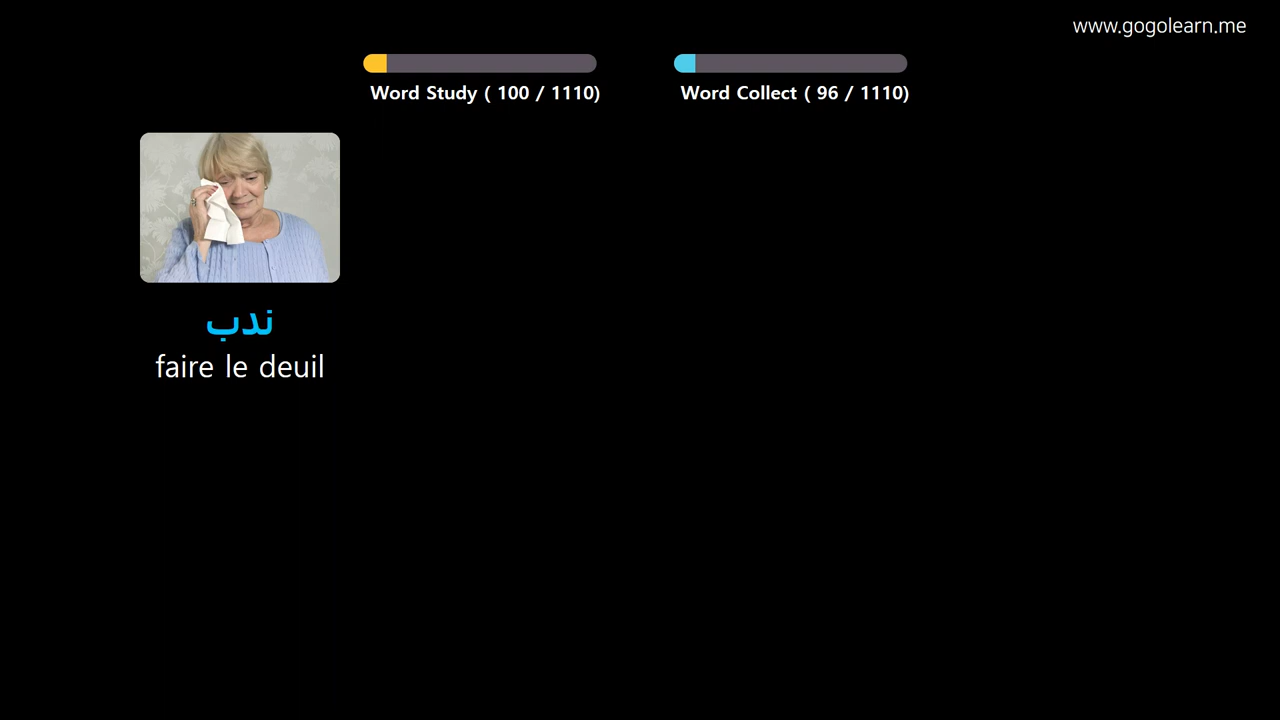 www.gogolearn.me
Word Study ( 100 / 1110)
Word Collect ( 96 / 1110)
ندب
faire le deuil